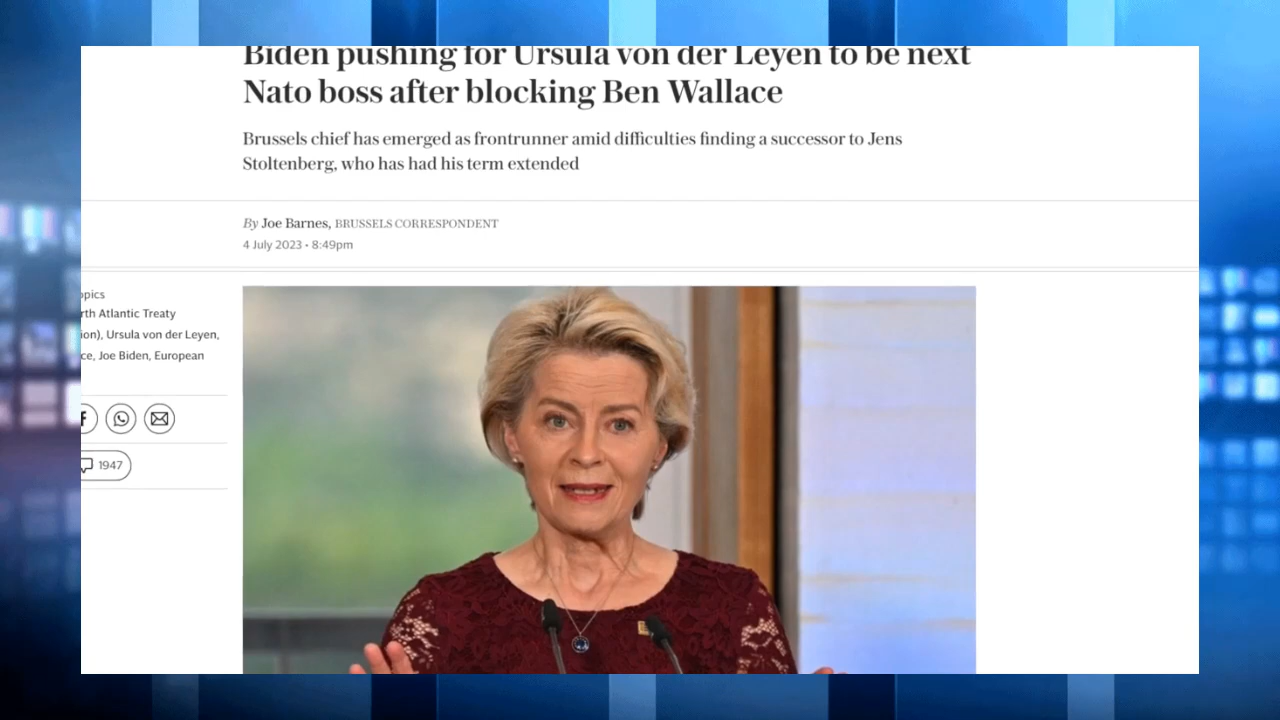 Biden pushing for Ursula von der Leyen to be next
Nato boss after blocking Ben Wallace
Brussels chief has emerged as frontrunner amid difficulties finding a successor to Jens
Stoltenberg, who has had his term extended
By Joe Barnes, BRUSSELS CORRESPONDENT
4 July 2023 • 8:49pm
opics
rth Atlantic Treaty
ion), Ursula von der Leyen,
ce, Joe Biden, European
1947